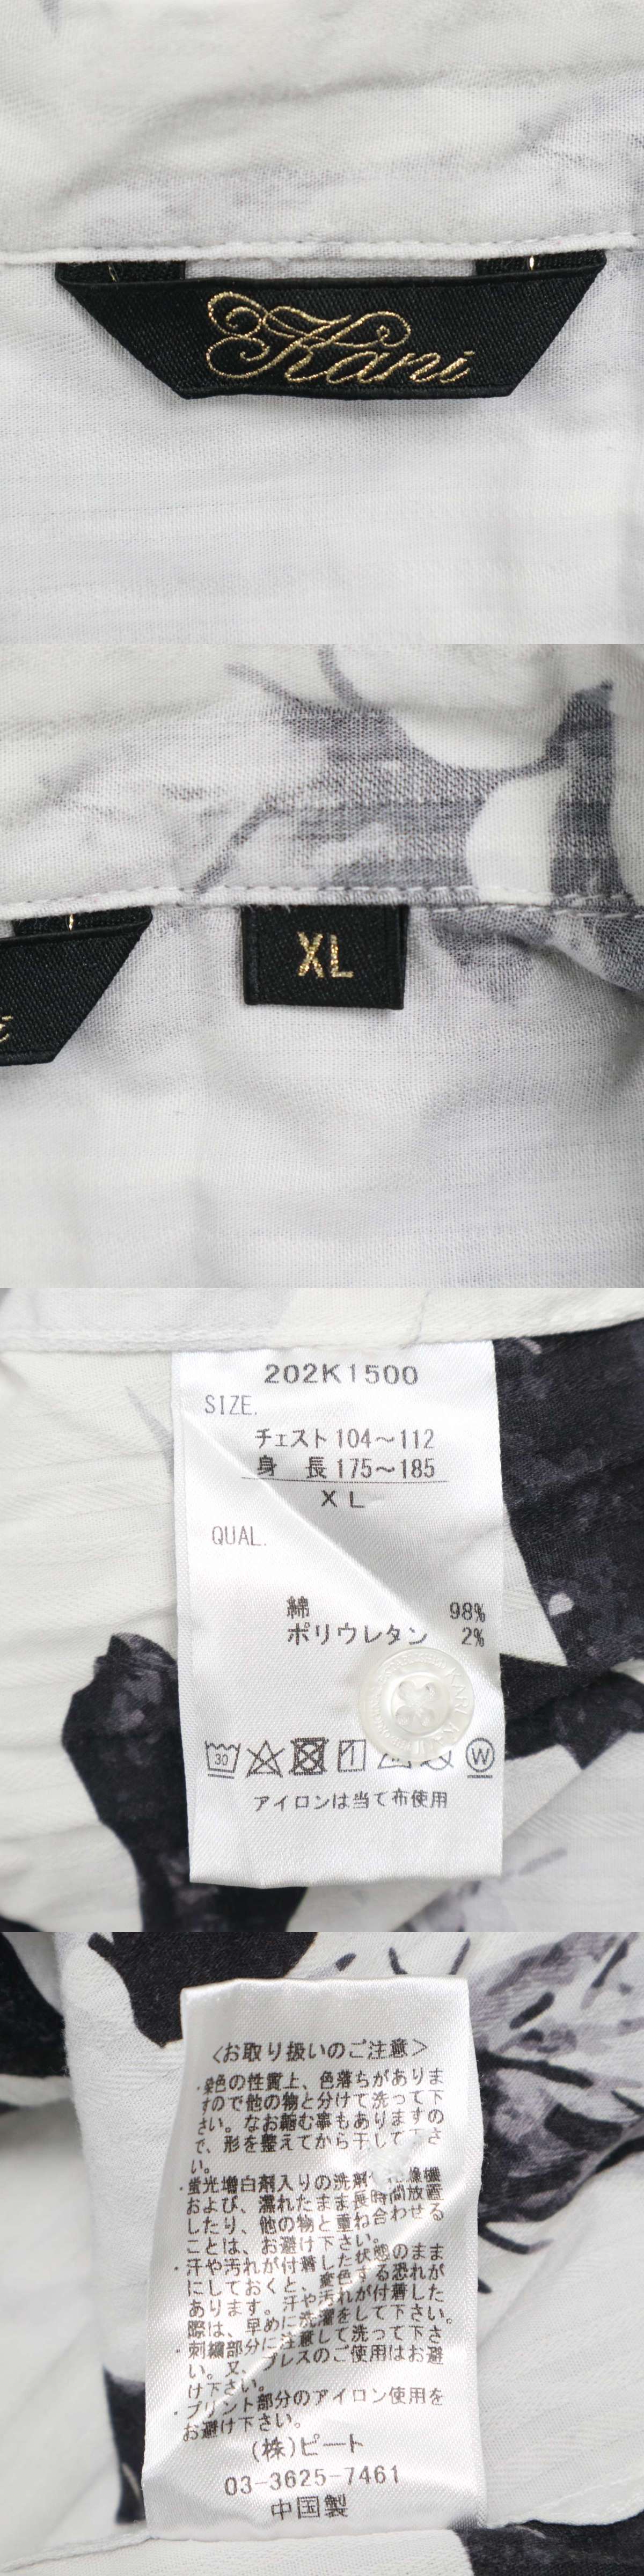 Kani
XL
202K1500
SIZE.
チェスト 104～112
身 長 175～185
XL
QUAL.
綿 98%
ポリウレタン 2%
30
W
アイロンは当て布使用
〈お取り扱いのご注意〉
・染色の性質上、色落ちがありま
すので他の物と分けて洗って下
さい。なお縮む事もありますの
で、形を整えてから干して下さ
い。
・蛍光増白剤入りの洗剤 乾燥機
および、濡れたまま長時間放置
したり、他の物と重ね合わせる
ことは、お避け下さい。
・汗や汚れが付着した状態のまま
にしておくと、変色する恐れが
あります。汗や汚れが付着した
際は、早めに洗濯をして下さい。
・刺繍部分に注意して洗って下さ
い。又、プレスのご使用はお避
け下さい。
・プリント部分のアイロン使用を
お避け下さい。
(株)ピート
03-3625-7461
中国製